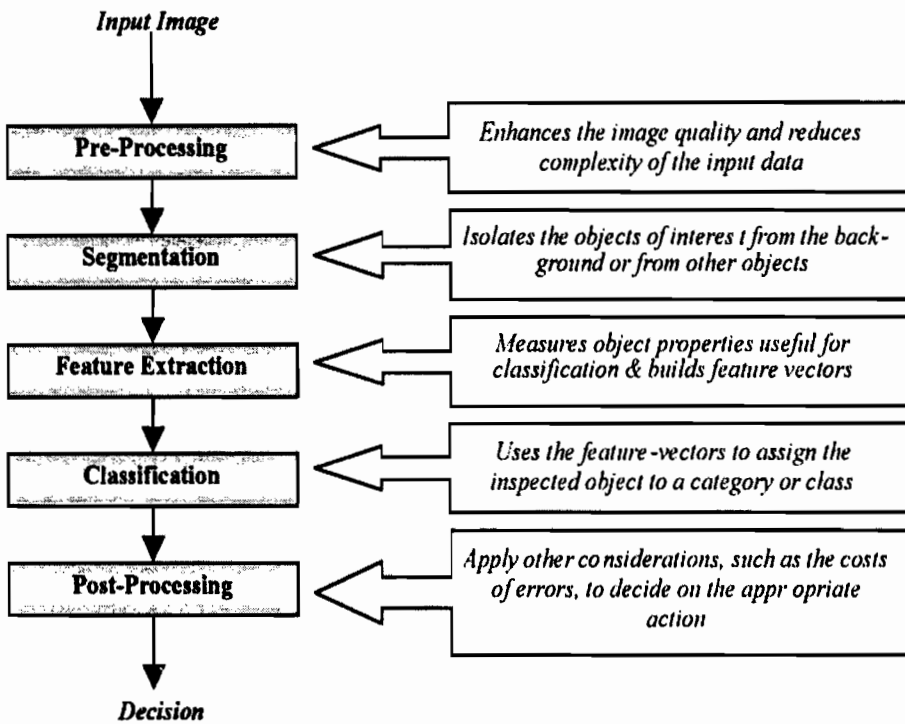 Input Image
Pre-Processing
Enhances the image quality and reduces
complexity of the input data
Segmentation
Isolates the objects of interes t from the back-
ground or from other objects
Feature Extraction
Measures object properties useful for
classification & builds feature vectors
Classification
Uses the feature-vectors to assign the
inspected object to a category or class
Post-Processing
Apply other considerations, such as the costs
of errors, to decide on the appr opriate
action
Decision